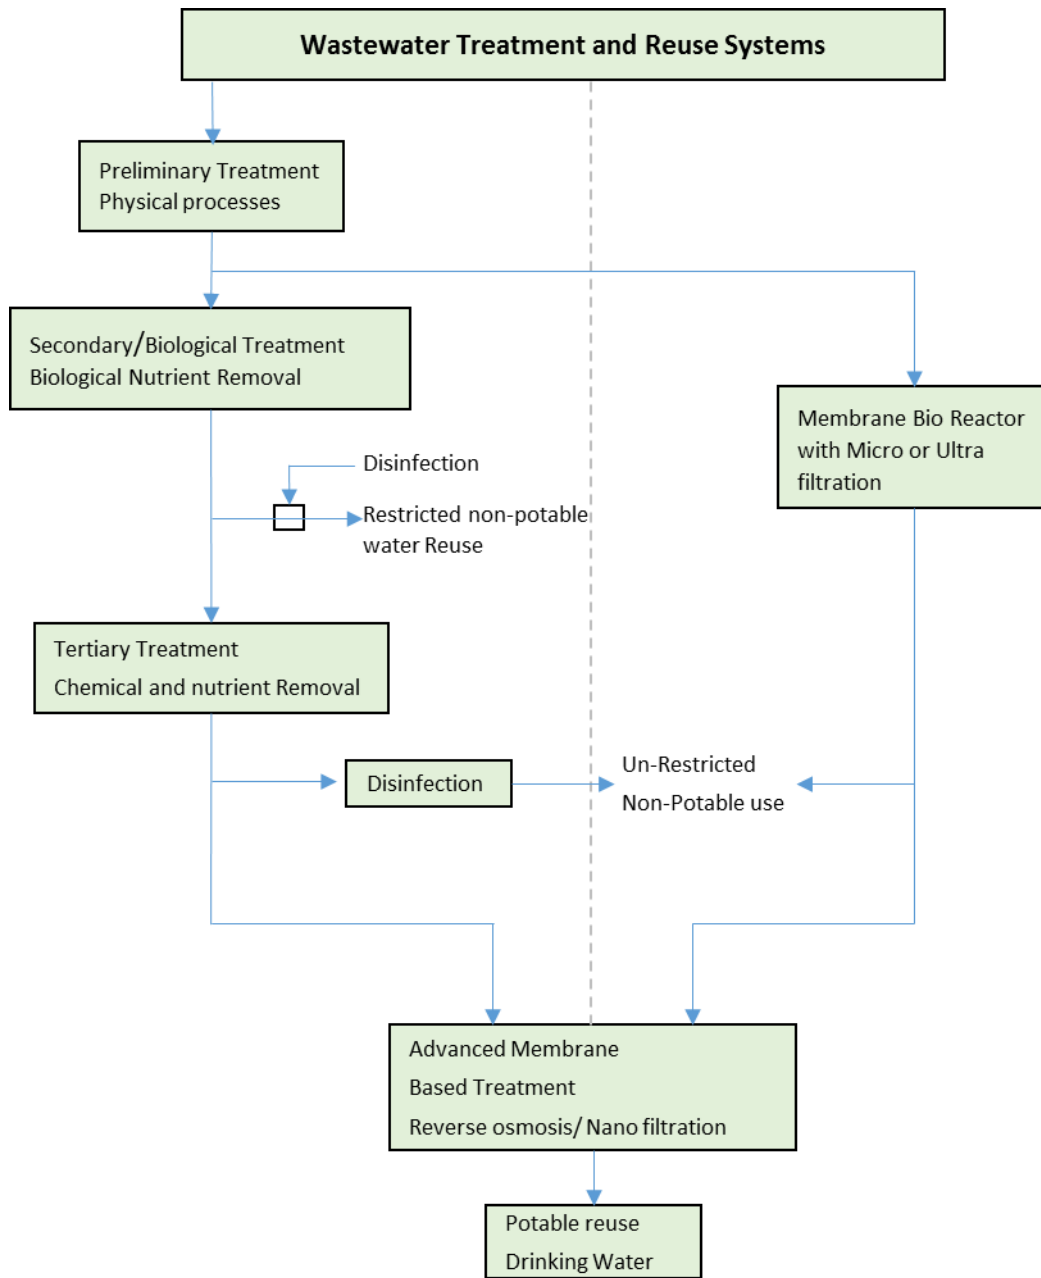 Wastewater Treatment and Reuse Systems
Preliminary Treatment
Physical processes
Secondary/Biological Treatment
Biological Nutrient Removal
Membrane Bio Reactor
with Micro or Ultra
filtration
Disinfection
Restricted non-potable
water Reuse
Tertiary Treatment
Chemical and nutrient Removal
Disinfection
Un-Restricted
Non-Potable use
Advanced Membrane
Based Treatment
Reverse osmosis/ Nano filtration
Potable reuse
Drinking Water